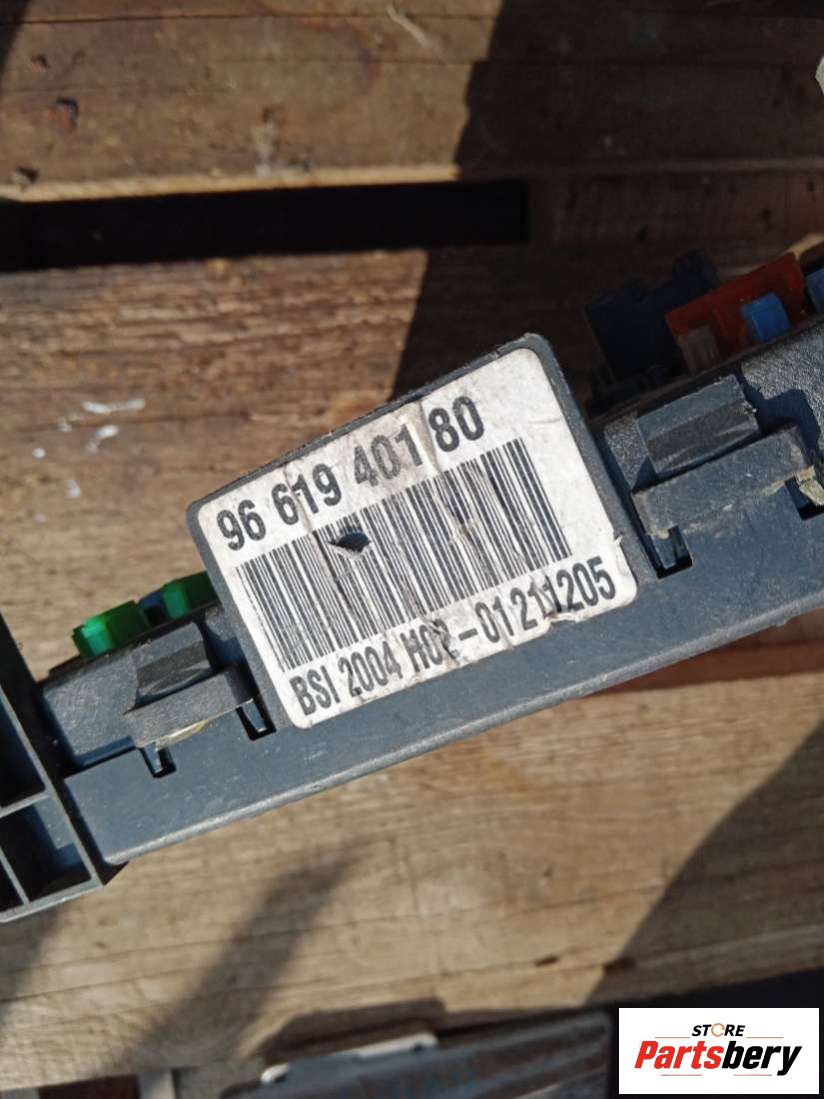 96 619 401 80
BSI 2004 H02-01211205
STORE
Partsbery